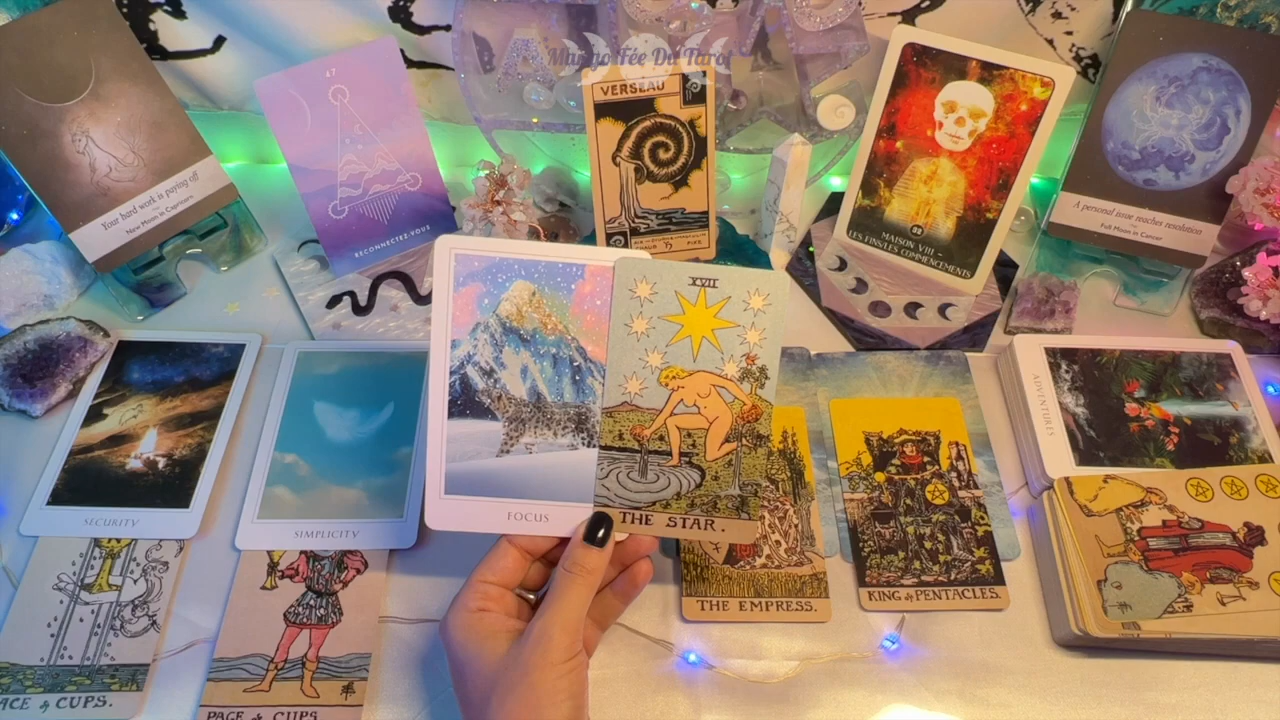 Mango Fée Du Tarot
Your hard work is paying off
New Moon in Capricorn
47
RECONNECTEZ-VOUS
VERSEAU
MAISON VIII
LES FINS/LES COMMENCEMENTS
A personal issue reaches resolution
Full Moon in Cancer
SECURITY
SIMPLICITY
FOCUS
XVII
THE STAR.
ADVENTURES
THE EMPRESS.
KING of PENTACLES.
ACE of CUPS.
PAGE of CUPS